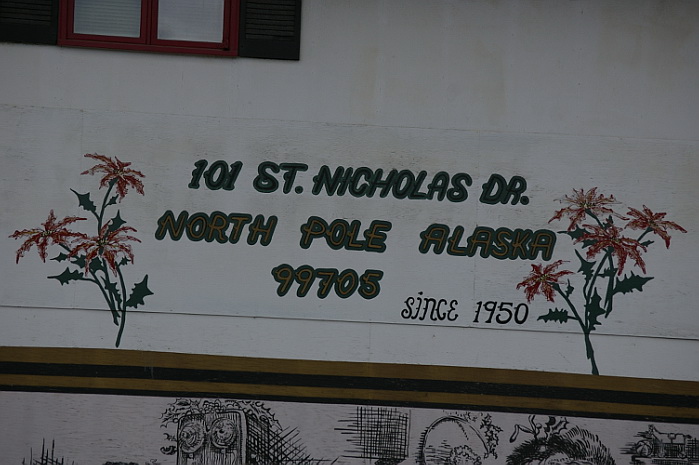 101 ST. NICHOLAS DR.
NORTH POLE ALASKA
99705
SINCE 1950